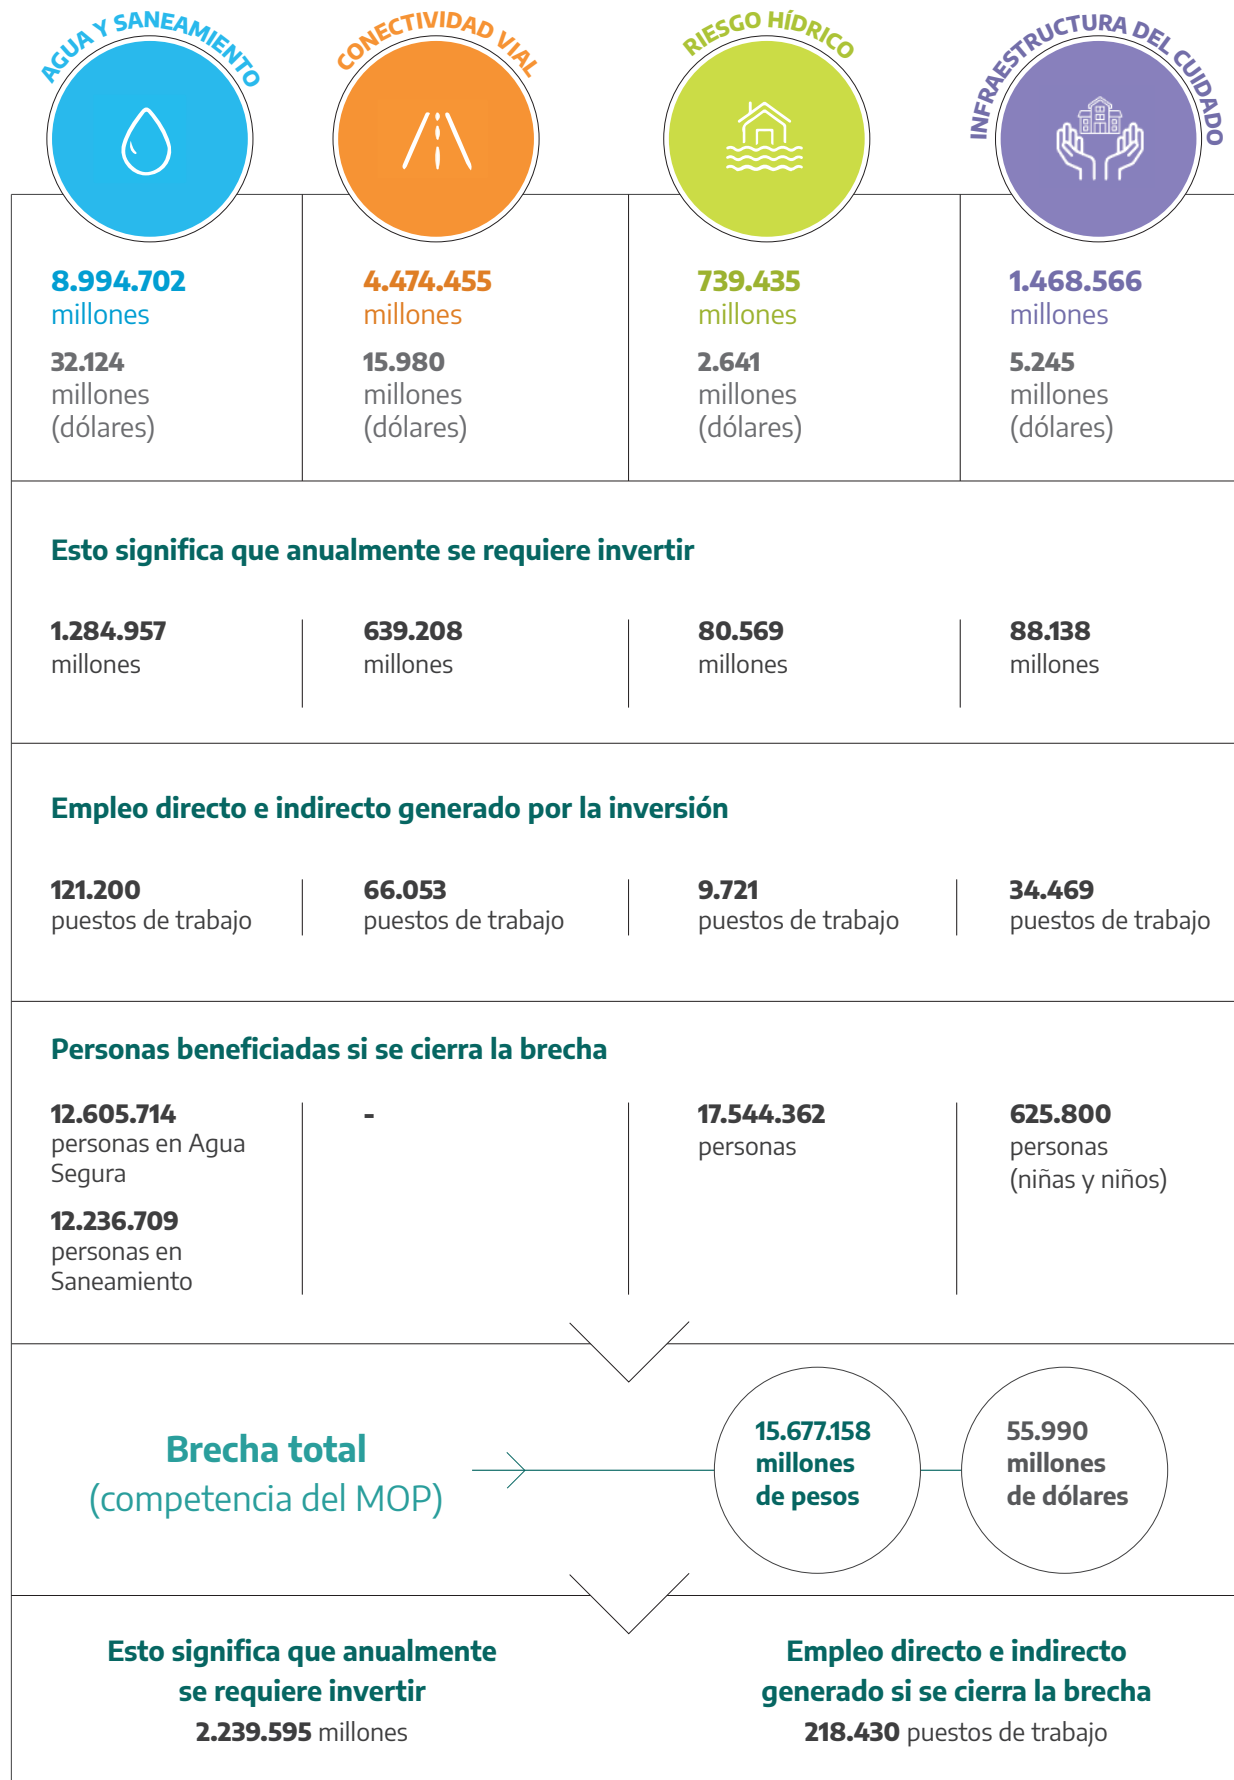 AGUA Y SANEAMIENTO
CONECTIVIDAD VIAL
RIESGO HÍDRICO
INFRAESTRUCTURA DEL CUIDADO
8.994.702
millones
32.124
millones
(dólares)
4.474.455
millones
15.980
millones
(dólares)
739.435
millones
2.641
millones
(dólares)
1.468.566
millones
5.245
millones
(dólares)
Esto significa que anualmente se requiere invertir
1.284.957
millones
639.208
millones
80.569
millones
88.138
millones
Empleo directo e indirecto generado por la inversión
121.200
puestos de trabajo
66.053
puestos de trabajo
9.721
puestos de trabajo
34.469
puestos de trabajo
Personas beneficiadas si se cierra la brecha
12.605.714
personas en Agua
Segura
12.236.709
personas en
Saneamiento
-
17.544.362
personas
625.800
personas
(niñas y niños)
Brecha total
(competencia del MOP)
15.677.158
millones
de pesos
55.990
millones
de dólares
Esto significa que anualmente
se requiere invertir
2.239.595 millones
Empleo directo e indirecto
generado si se cierra la brecha
218.430 puestos de trabajo